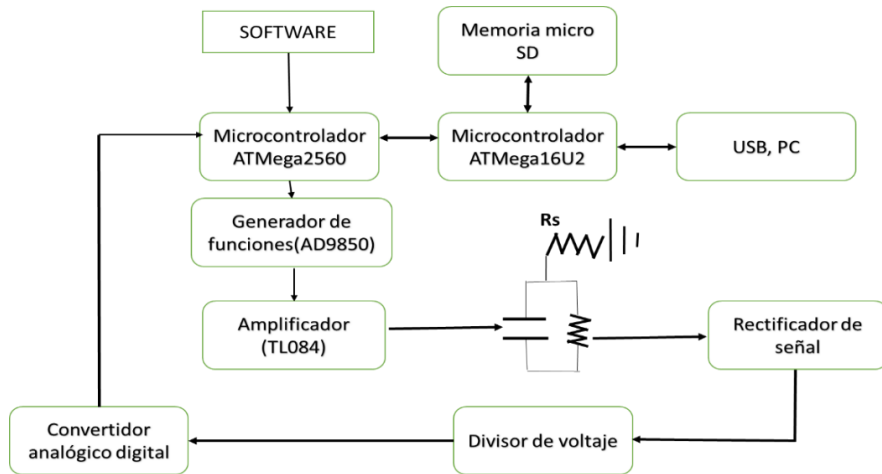 SOFTWARE
Memoria micro
SD
Microcontrolador
ATMega2560
Microcontrolador
ATMega16U2
USB, PC
Generador de
funciones(AD9850)
Rs
Amplificador
(TL084)
Rectificador de
señal
Convertidor
analógico digital
Divisor de voltaje